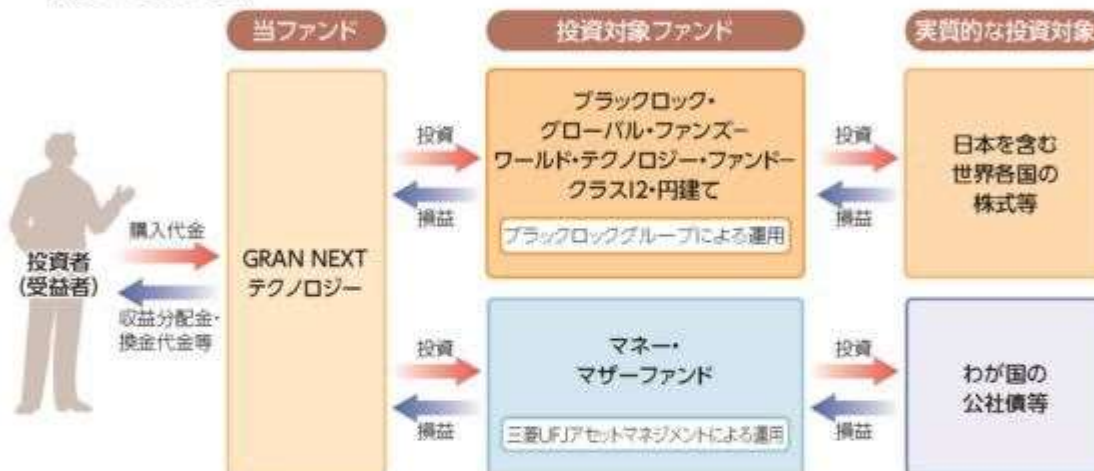 当ファンド
投資対象ファンド
実質的な投資対象
投資者
(受益者)
購入代金
収益分配金・
換金代金等
GRAN NEXT
テクノロジー
投資
損益
ブラックロック・
グローバル・ファンズ－
ワールド・テクノロジー・ファンド－
クラスI2・円建て
ブラックロックグループによる運用
投資
損益
日本を含む
世界各国の
株式等
投資
損益
マネー・
マザーファンド
三菱UFJアセットマネジメントによる運用
投資
損益
わが国の
公社債等